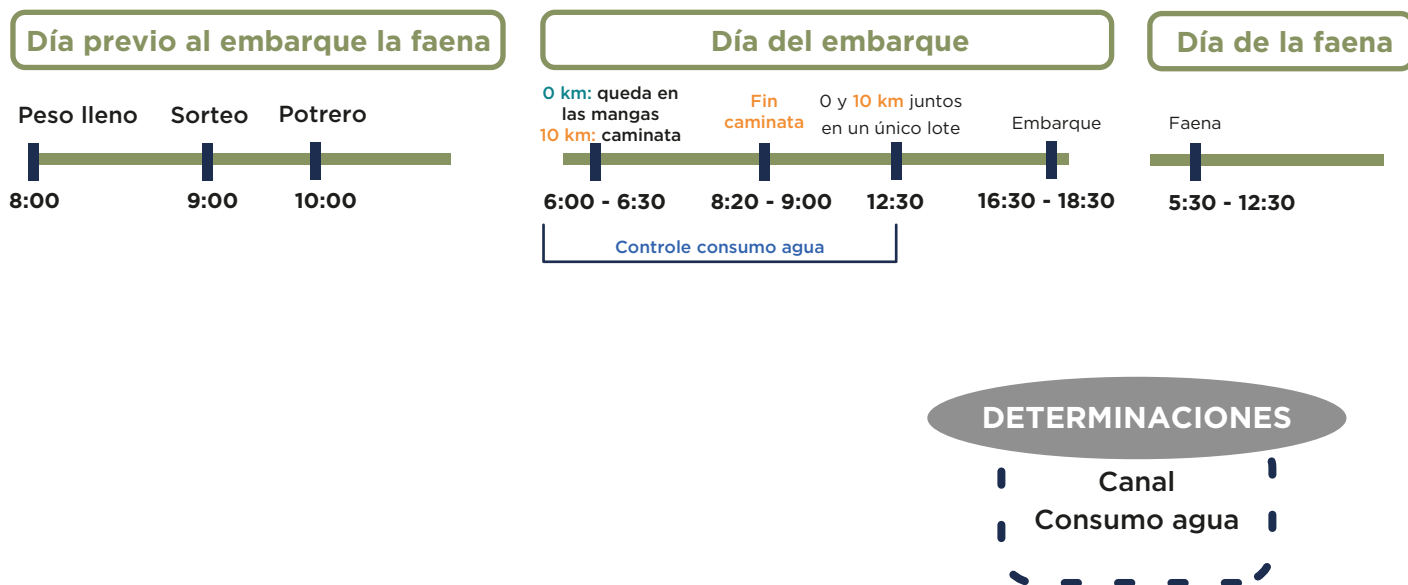 Día previo al embarque la faena
Día del embarque
Día de la faena
Peso lleno
Sorteo
Potrero
0 km: queda en
las mangas
10 km: caminata
Fin
caminata
0 y 10 km juntos
en un único lote
Embarque
Faena
8:00
9:00
10:00
6:00 - 6:30
8:20 - 9:00
12:30
16:30 - 18:30
5:30 - 12:30
Controle consumo agua
DETERMINACIONES
Canal
Consumo agua